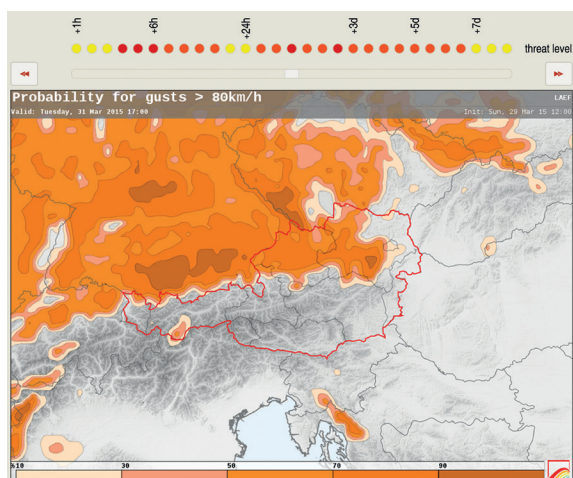 +1h +6h +24h +3d +5d +7d
threat level
Probability for gusts > 80km/h LAEF
Valid: Tuesday, 31 Mar 2015 17:00 Init: Sun. 29 Mar 15 12:00
%10 30 50 70 90